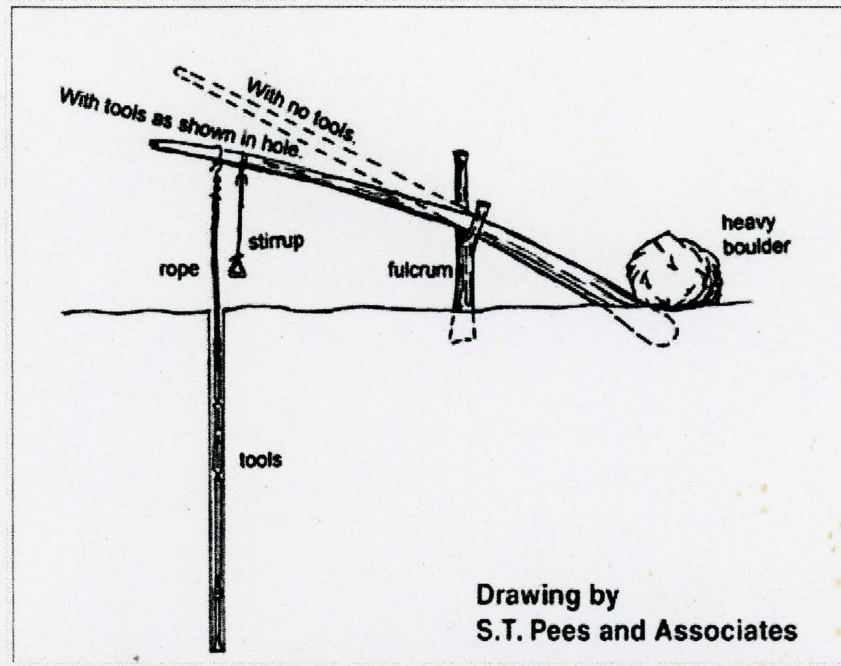 With no tools.
With tools as shown in hole.
stirrup
rope
fulcrum
heavy
boulder
tools
Drawing by
S.T. Pees and Associates